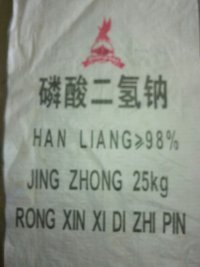 磷酸二氢钠
HAN LIANG≥98%
JING ZHONG 25kg
RONG XIN XI DI ZHI PIN